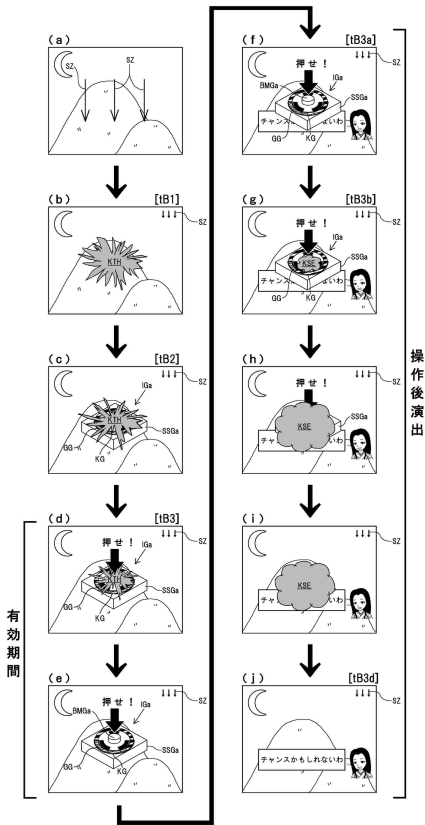 (a)
SZ
SZ
(b) [tB1]
SZ
KTH
(c) [tB2]
SZ
IGa
KTH
SSGa
GG
KG
(d) [tB3]
SZ
押せ！
IGa
KTH
SSGa
GG
KG
(e)
SZ
押せ！
BMGa
IGa
SSGa
GG
KG
有効期間
(f) [tB3a]
SZ
押せ！
BMGa
IGa
SSGa
チャンス
ないわ
GG
KG
(g) [tB3b]
SZ
押せ！
IGa
KSE
SSGa
チャンス
ないわ
GG
KG
(h)
SZ
押せ！
KSE
SSGa
チャ
いわ
(i)
SZ
KSE
チャ
いわ
(j) [tB3d]
SZ
チャンスかもしれないわ
操作後演出